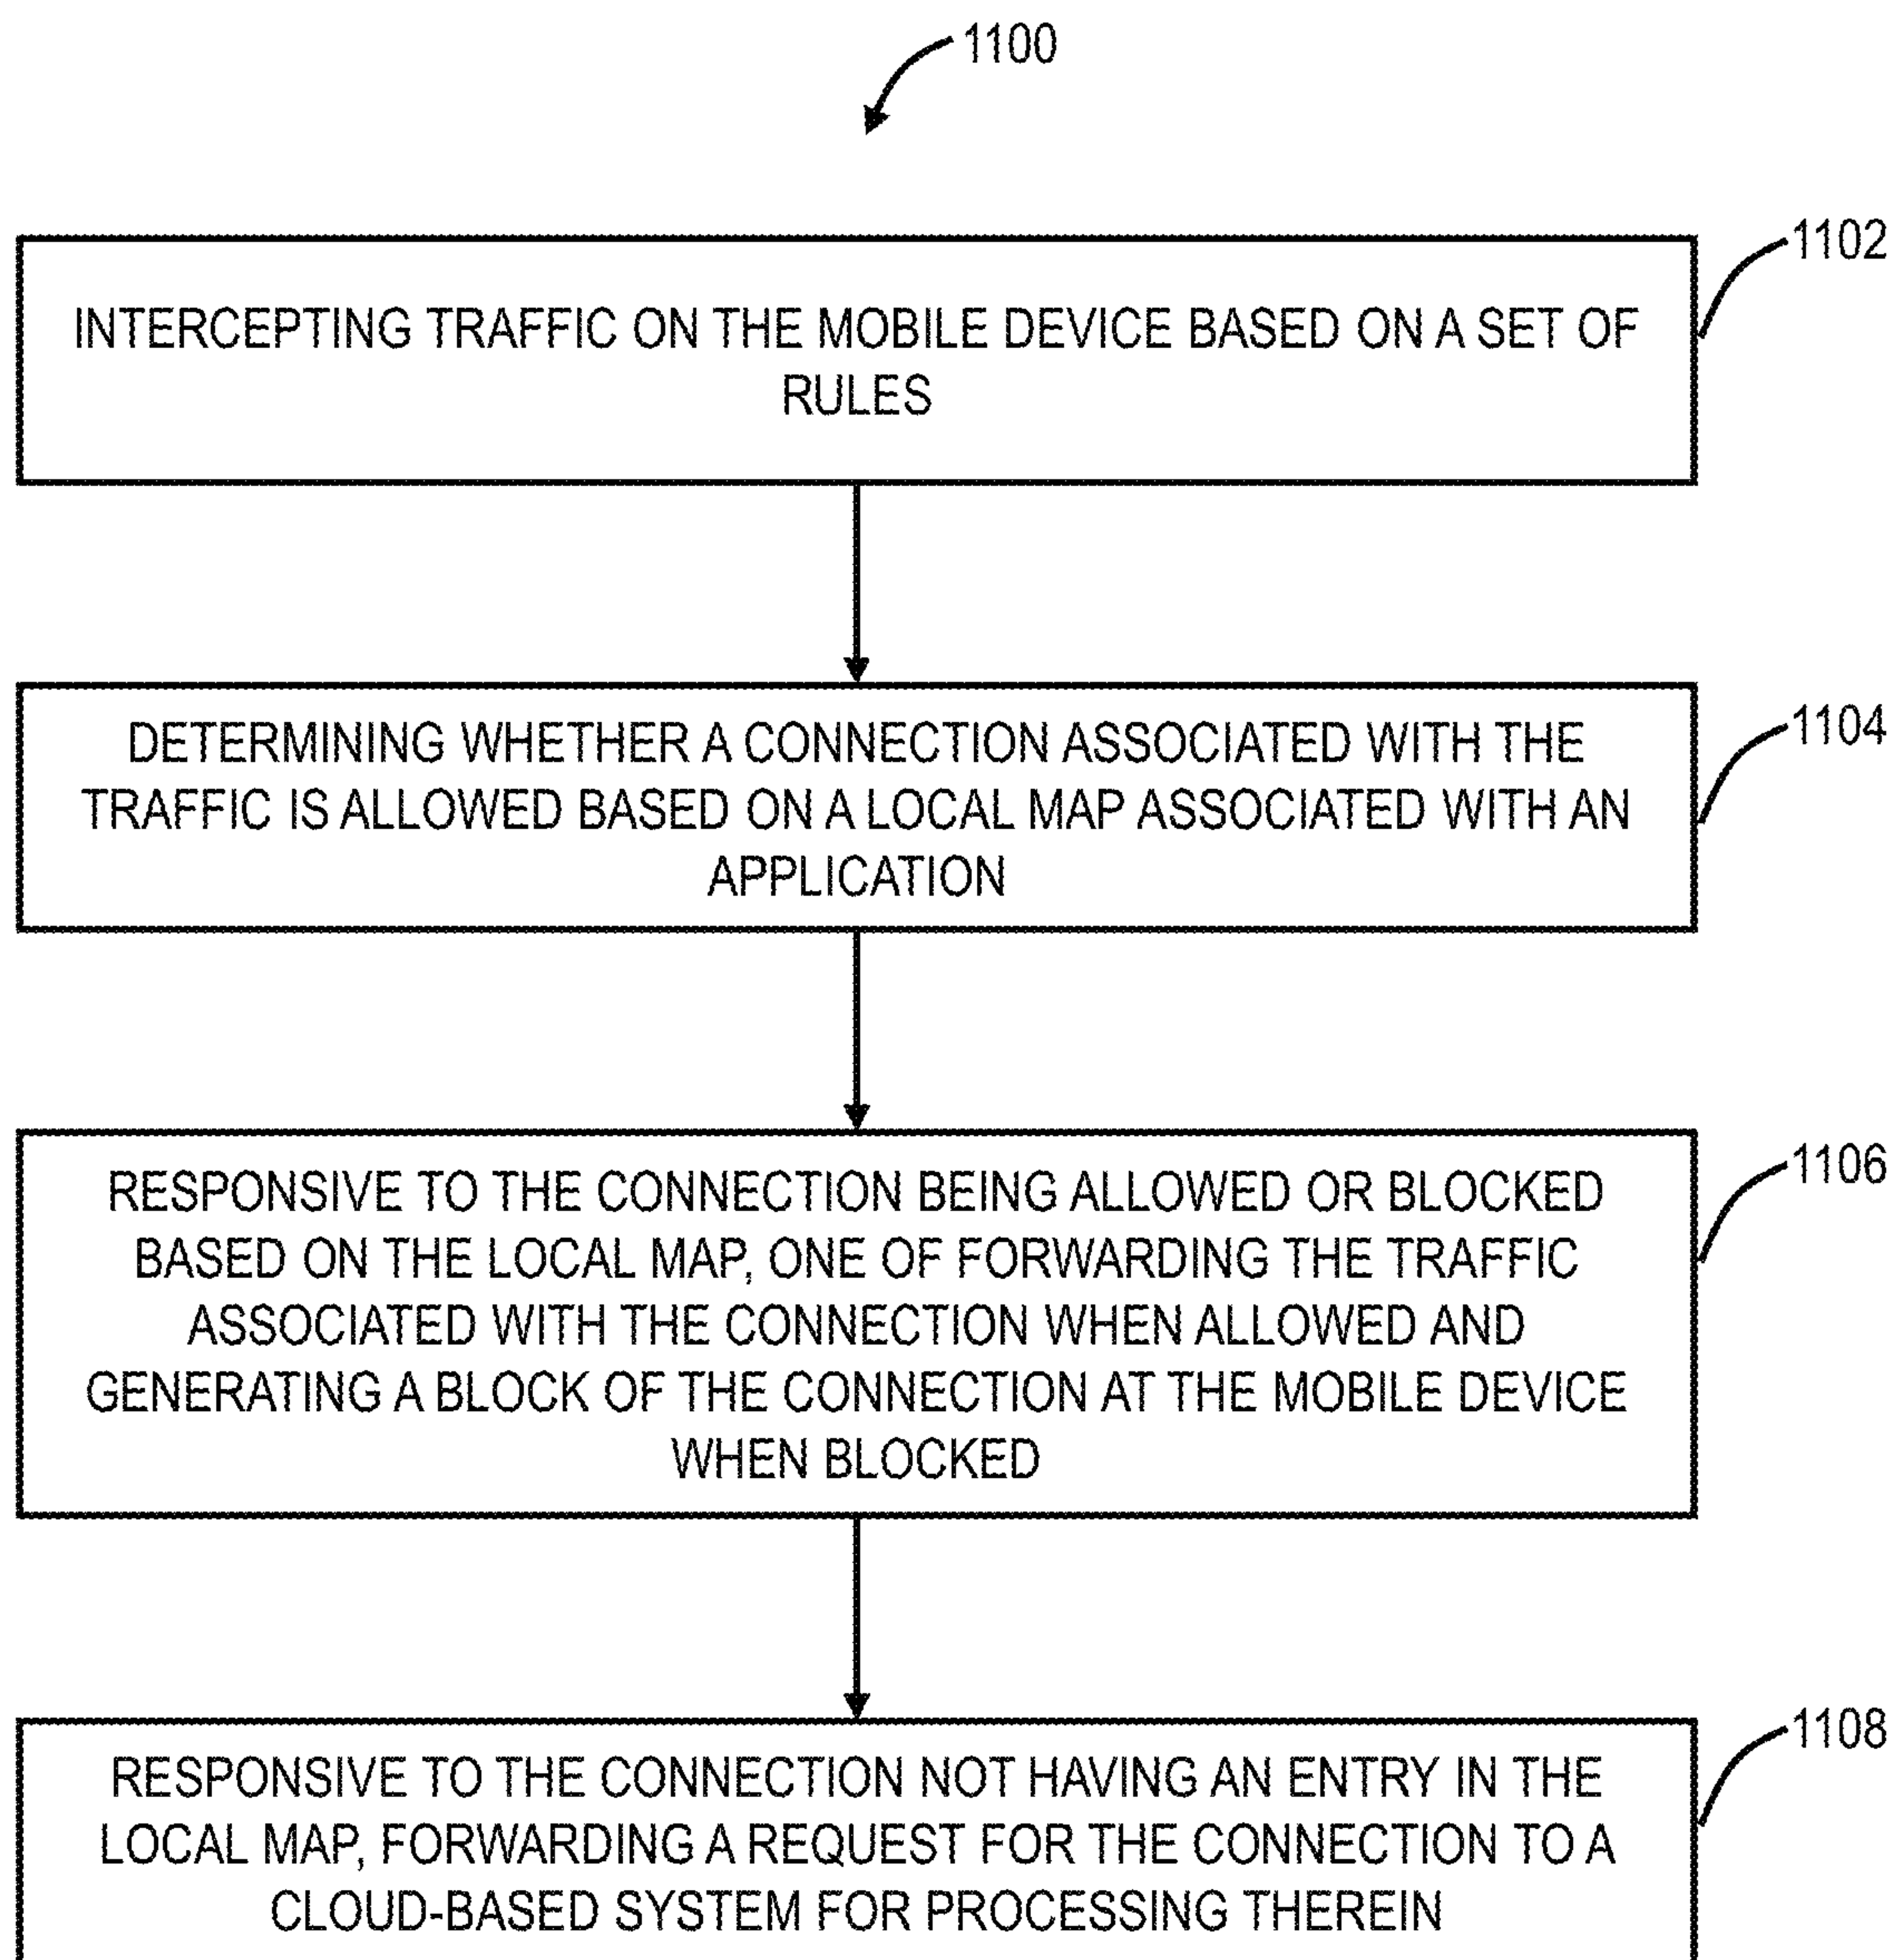 1100
1102
INTERCEPTING TRAFFIC ON THE MOBILE DEVICE BASED ON A SET OF
RULES
1104
DETERMINING WHETHER A CONNECTION ASSOCIATED WITH THE
TRAFFIC IS ALLOWED BASED ON A LOCAL MAP ASSOCIATED WITH AN
APPLICATION
1106
RESPONSIVE TO THE CONNECTION BEING ALLOWED OR BLOCKED
BASED ON THE LOCAL MAP, ONE OF FORWARDING THE TRAFFIC
ASSOCIATED WITH THE CONNECTION WHEN ALLOWED AND
GENERATING A BLOCK OF THE CONNECTION AT THE MOBILE DEVICE
WHEN BLOCKED
1108
RESPONSIVE TO THE CONNECTION NOT HAVING AN ENTRY IN THE
LOCAL MAP, FORWARDING A REQUEST FOR THE CONNECTION TO A
CLOUD-BASED SYSTEM FOR PROCESSING THEREIN